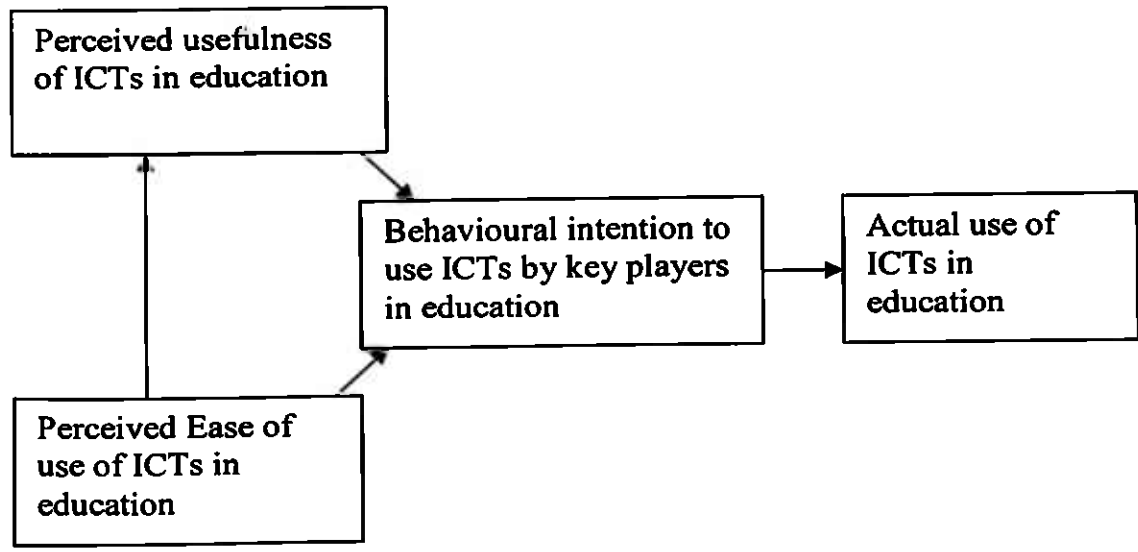 Perceived usefulness
of ICTs in education
Behavioural intention to
use ICTs by key players
in education
Actual use of
ICTs in
education
Perceived Ease of
use of ICTs in
education